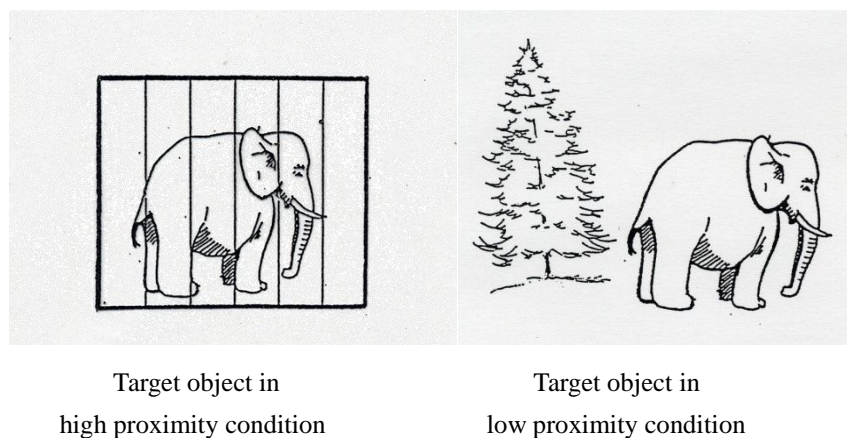 Target object in
high proximity condition
Target object in
low proximity condition